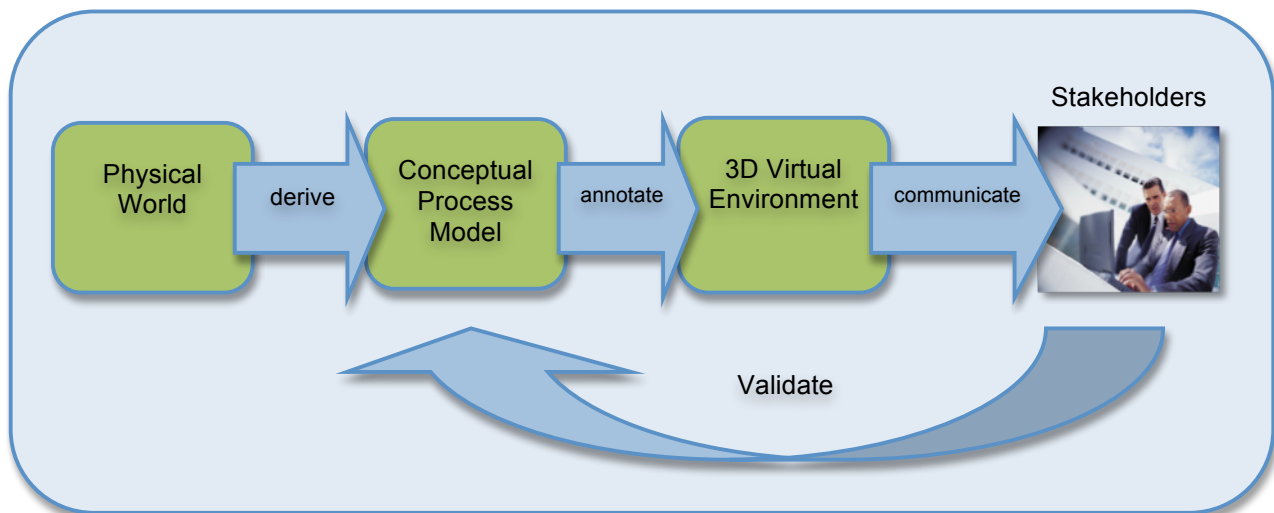 Stakeholders
Physical
World
derive
Conceptual
Process
Model
annotate
3D Virtual
Environment
communicate
Validate